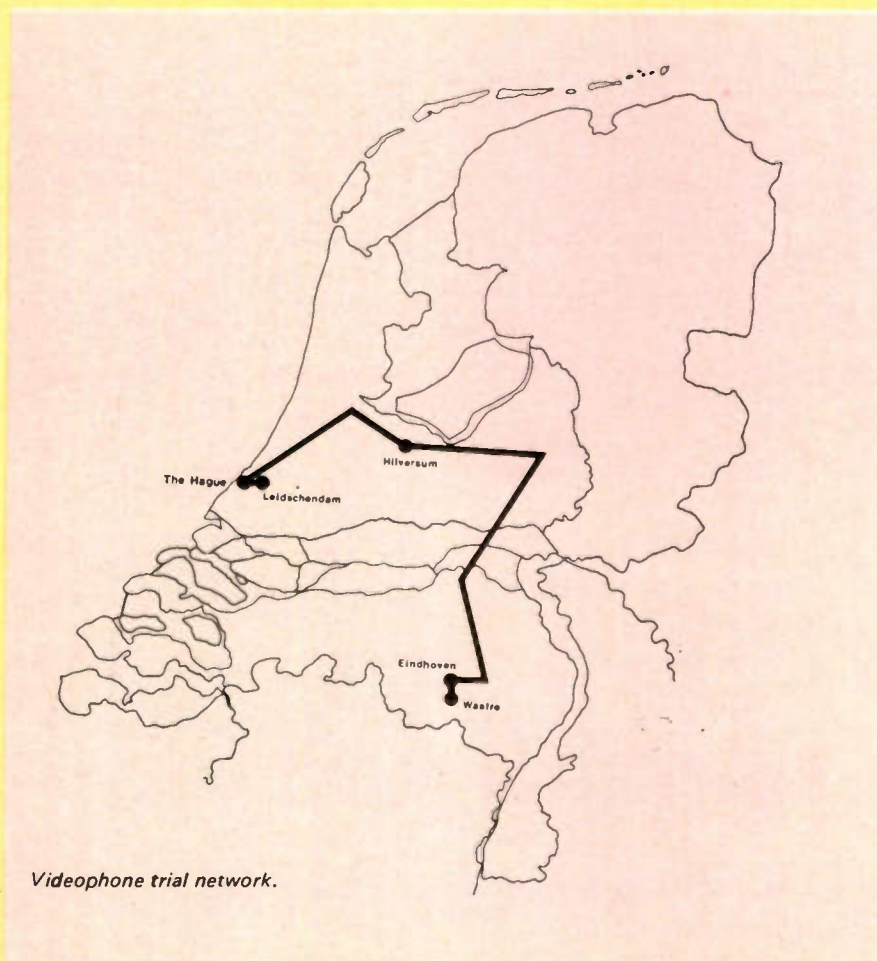 Hilversum
The Hague
Leidschendam
Eindhoven
Waalre
Videophone trial network.